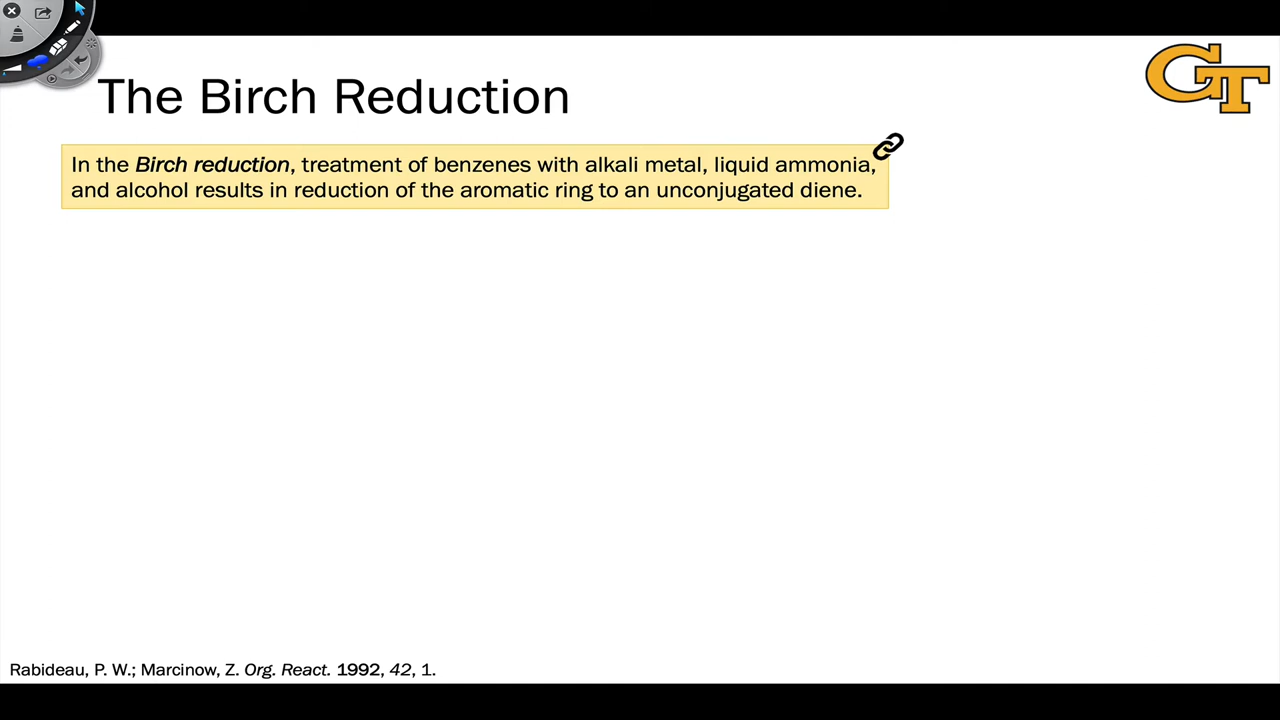 The Birch Reduction
GT
In the Birch reduction, treatment of benzenes with alkali metal, liquid ammonia,
and alcohol results in reduction of the aromatic ring to an unconjugated diene.
Rabideau, P. W.; Marcinow, Z. Org. React. 1992, 42, 1.